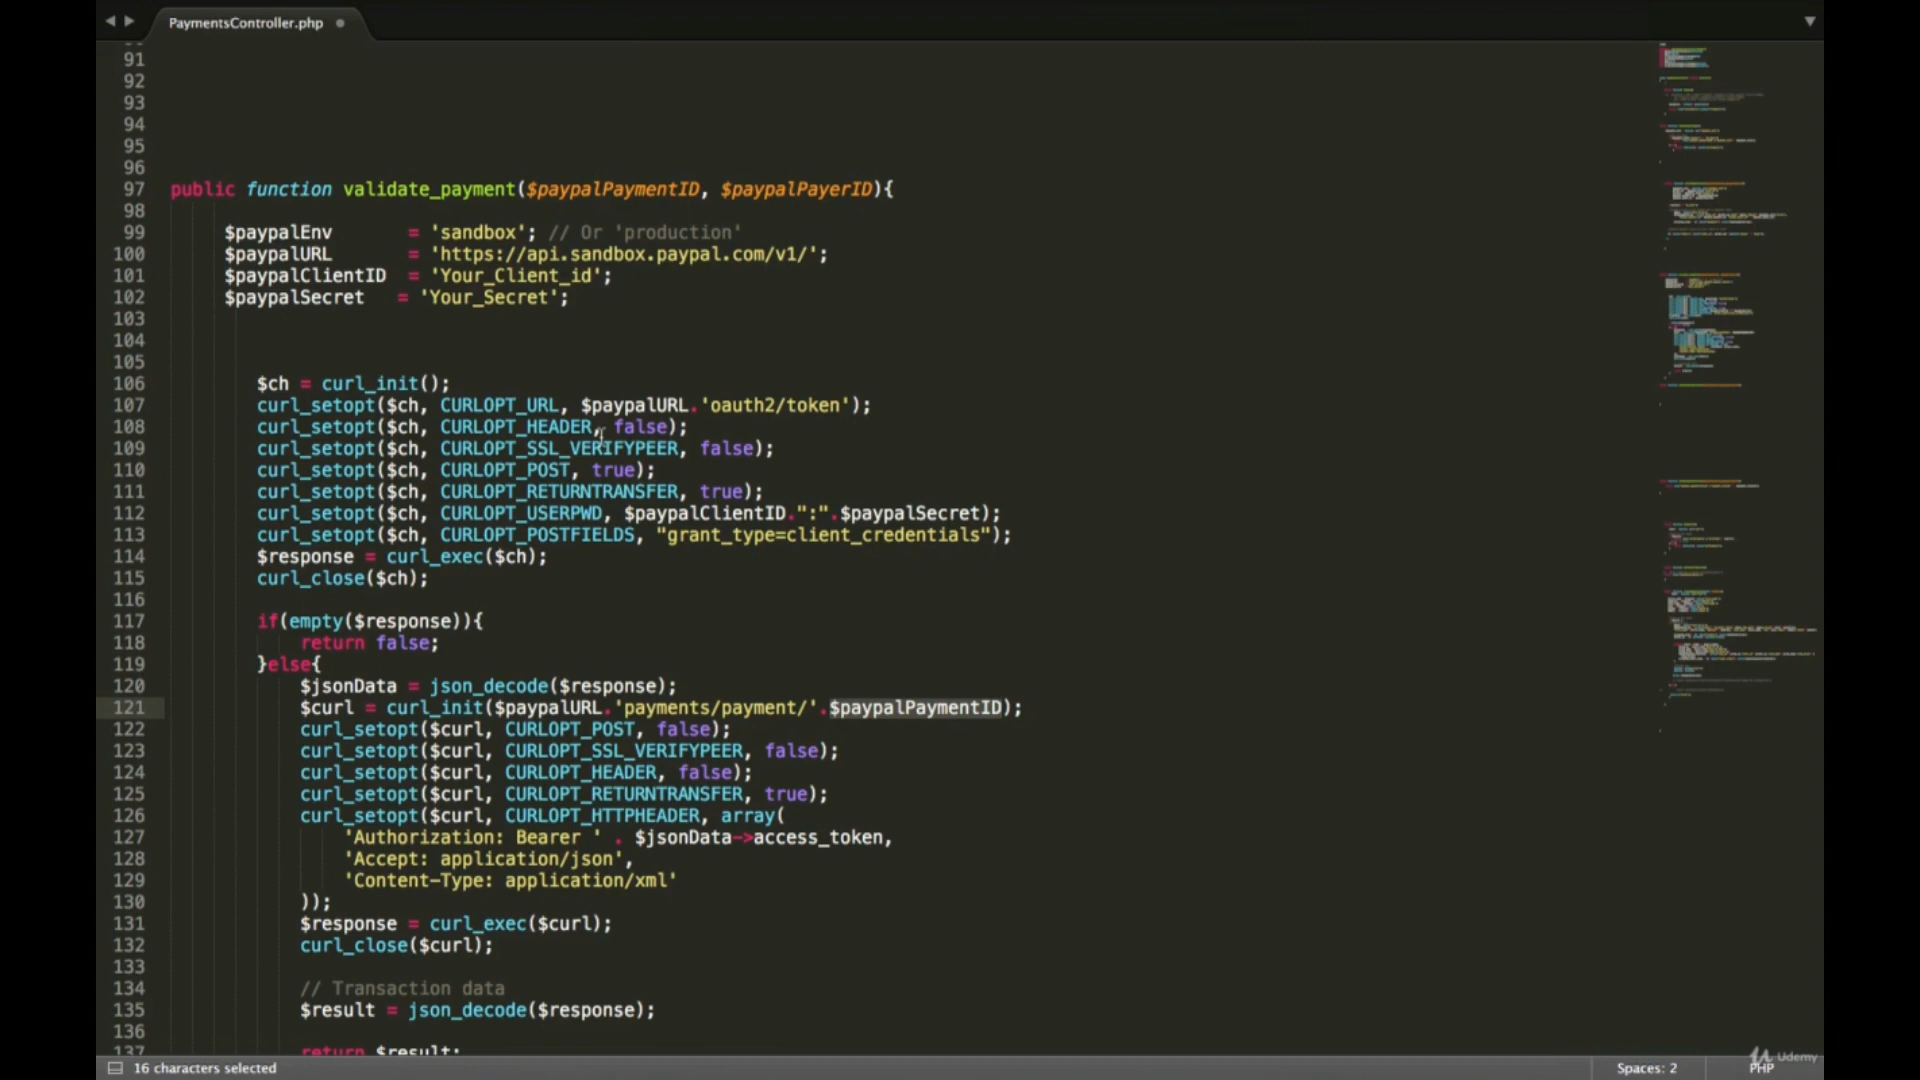 PaymentsController.php
91
92
93
94
95
96
97 public function validate_payment($paypalPaymentID, $paypalPayerID){
98
99 $paypalEnv = 'sandbox'; // Or 'production'
100 $paypalURL = 'https://api.sandbox.paypal.com/v1/';
101 $paypalClientID = 'Your_Client_id';
102 $paypalSecret = 'Your_Secret';
103
104
105
106 $ch = curl_init();
107 curl_setopt($ch, CURLOPT_URL, $paypalURL.'oauth2/token');
108 curl_setopt($ch, CURLOPT_HEADER, false);
109 curl_setopt($ch, CURLOPT_SSL_VERIFYPEER, false);
110 curl_setopt($ch, CURLOPT_POST, true);
111 curl_setopt($ch, CURLOPT_RETURNTRANSFER, true);
112 curl_setopt($ch, CURLOPT_USERPWD, $paypalClientID.":".$paypalSecret);
113 curl_setopt($ch, CURLOPT_POSTFIELDS, "grant_type=client_credentials");
114 $response = curl_exec($ch);
115 curl_close($ch);
116
117 if(empty($response)){
118 return false;
119 }else{
120 $jsonData = json_decode($response);
121 $curl = curl_init($paypalURL.'payments/payment/'.$paypalPaymentID);
122 curl_setopt($curl, CURLOPT_POST, false);
123 curl_setopt($curl, CURLOPT_SSL_VERIFYPEER, false);
124 curl_setopt($curl, CURLOPT_HEADER, false);
125 curl_setopt($curl, CURLOPT_RETURNTRANSFER, true);
126 curl_setopt($curl, CURLOPT_HTTPHEADER, array(
127 'Authorization: Bearer ' . $jsonData->access_token,
128 'Accept: application/json',
129 'Content-Type: application/xml'
130 ));
131 $response = curl_exec($curl);
132 curl_close($curl);
133
134 // Transaction data
135 $result = json_decode($response);
136
137 return $result;
16 characters selected
Spaces: 2
PHP
Udemy